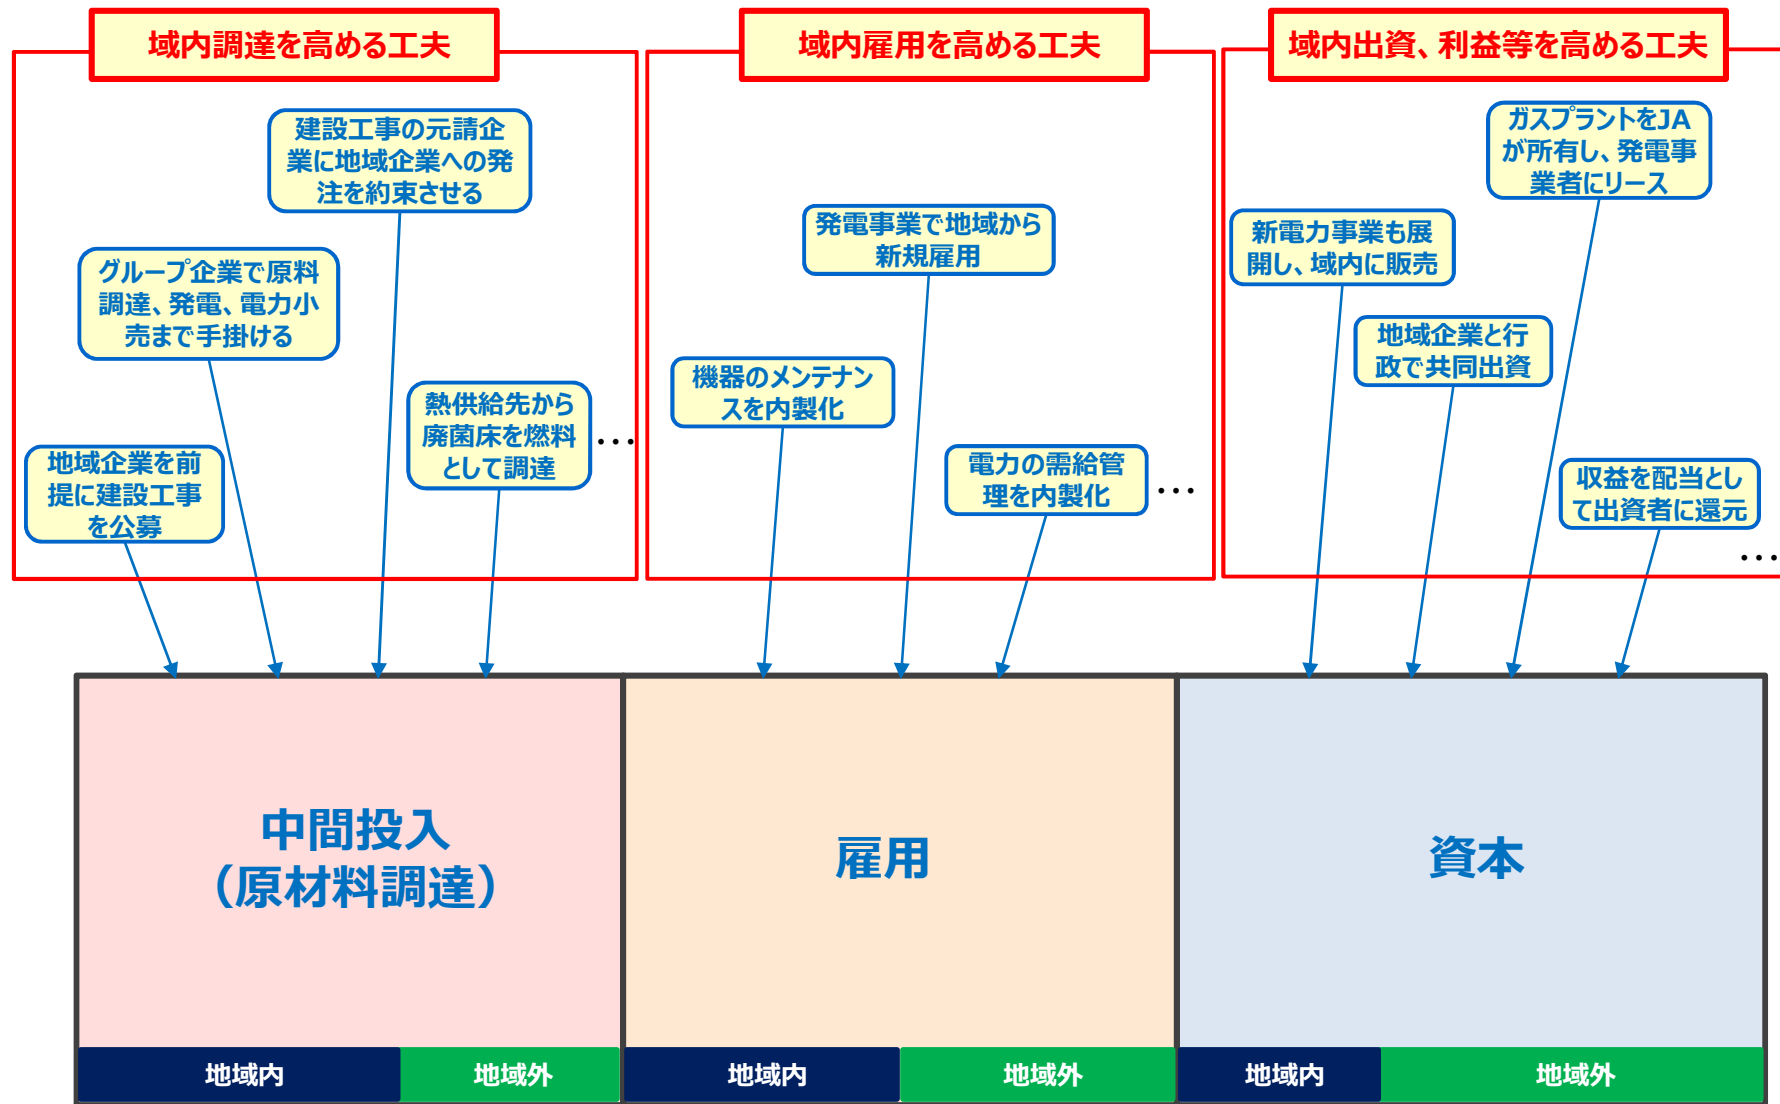 域内調達を高める工夫
建設工事の元請企
業に地域企業への発
注を約束させる
グループ企業で原料
調達、発電、電力小
売まで手掛ける
熱供給先から
廃菌床を燃料
として調達
…
地域企業を前
提に建設工事
を公募
域内雇用を高める工夫
発電事業で地域から
新規雇用
機器のメンテナン
スを内製化
電力の需給管
理を内製化
…
域内出資、利益等を高める工夫
ガスプラントをJA
が所有し、発電事
業者にリース
新電力事業も展
開し、域内に販売
地域企業と行
政で共同出資
収益を配当とし
て出資者に還元
…
中間投入
（原材料調達）
雇用
資本
地域内
地域外
地域内
地域外
地域内
地域外